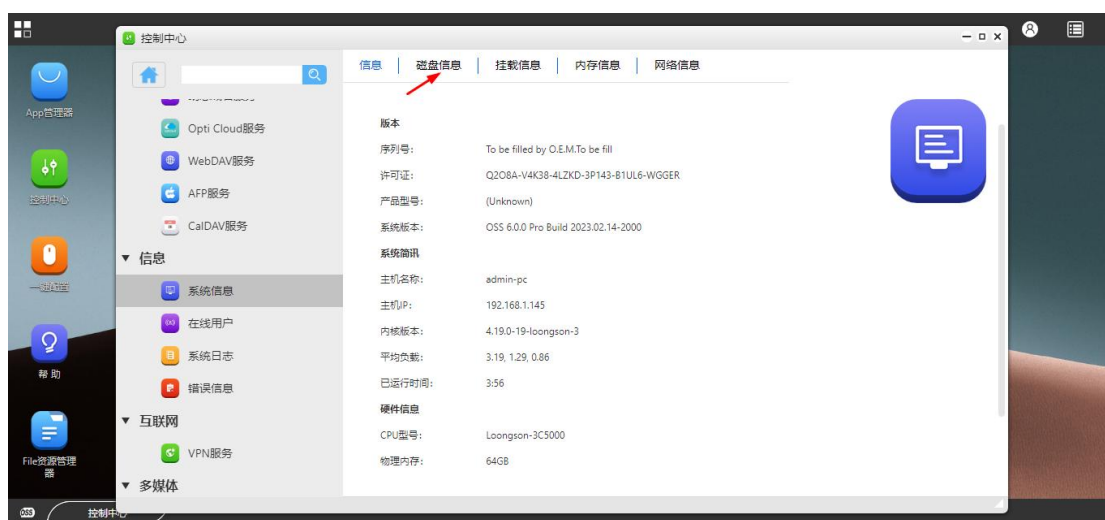 控制中心
信息 磁盘信息 挂载信息 内存信息 网络信息
App管理器
控制中心
帮 助
File资源管理
器
Opti Cloud服务
WebDAV服务
AFP服务
CalDAV服务
信息
系统信息
在线用户
系统日志
错误信息
互联网
VPN服务
多媒体
版本
序列号: To be filled by O.E.M.To be fill
许可证: Q2O8A-V4K38-4LZKD-3P143-B1UL6-WGGER
产品型号: (Unknown)
系统版本: OSS 6.0.0 Pro Build 2023.02.14-2000
系统简讯
主机名称: admin-pc
主机IP: 192.168.1.145
内核版本: 4.19.0-19-loongson-3
平均负载: 3.19, 1.29, 0.86
已运行时间: 3:56
硬件信息
CPU型号: Loongson-3C5000
物理内存: 64GB
OSS